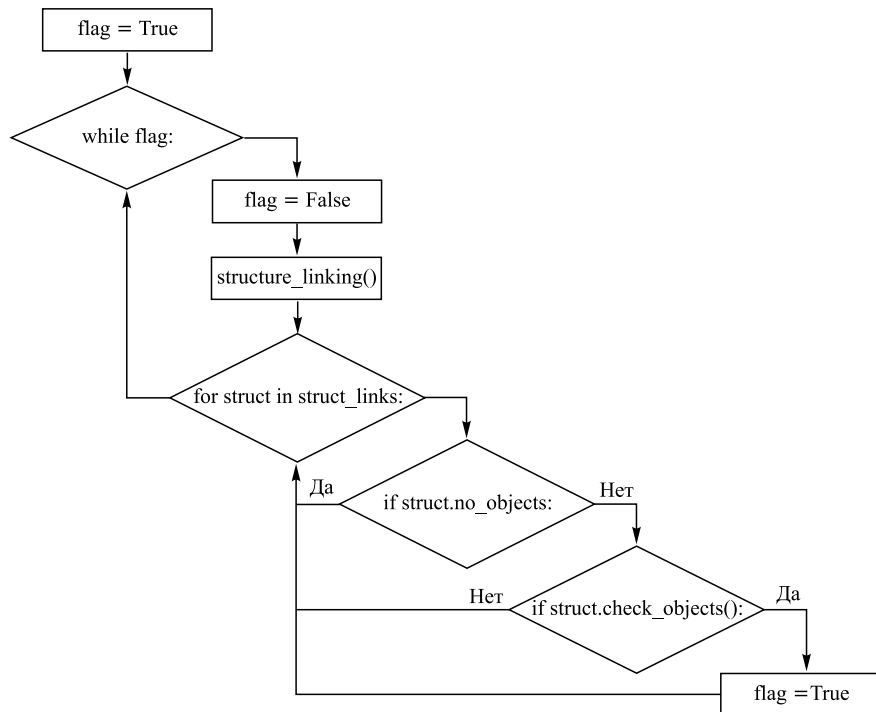 flag = True
while flag:
flag = False
structure_linking()
for struct in struct_links:
Да
if struct.no_objects:
Нет
Нет
if struct.check_objects():
Да
flag =True